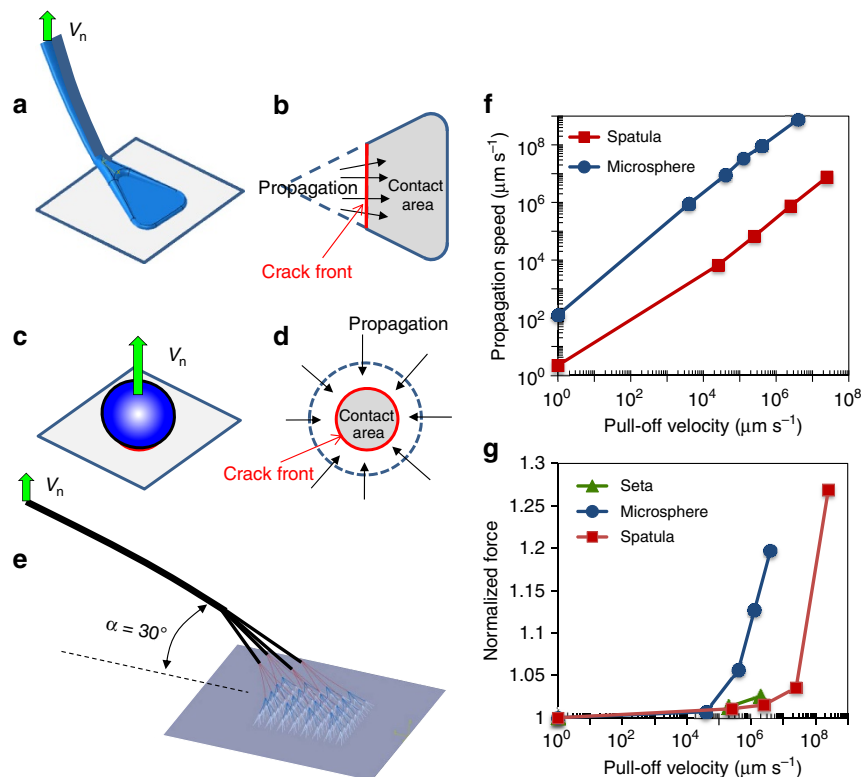 a
Vn
b
Propagation
Contact
area
Crack front
c
Vn
d
Propagation
Contact
area
Crack front
e
Vn
α = 30°
f
Spatula
Microsphere
Propagation speed (μm s⁻¹)
10⁸
10⁶
10⁴
10²
10⁰
10⁰ 10² 10⁴ 10⁶ 10⁸
Pull-off velocity (μm s⁻¹)
g
Seta
Microsphere
Spatula
Normalized force
1.3
1.25
1.2
1.15
1.1
1.05
1
10⁰ 10² 10⁴ 10⁶ 10⁸
Pull-off velocity (μm s⁻¹)